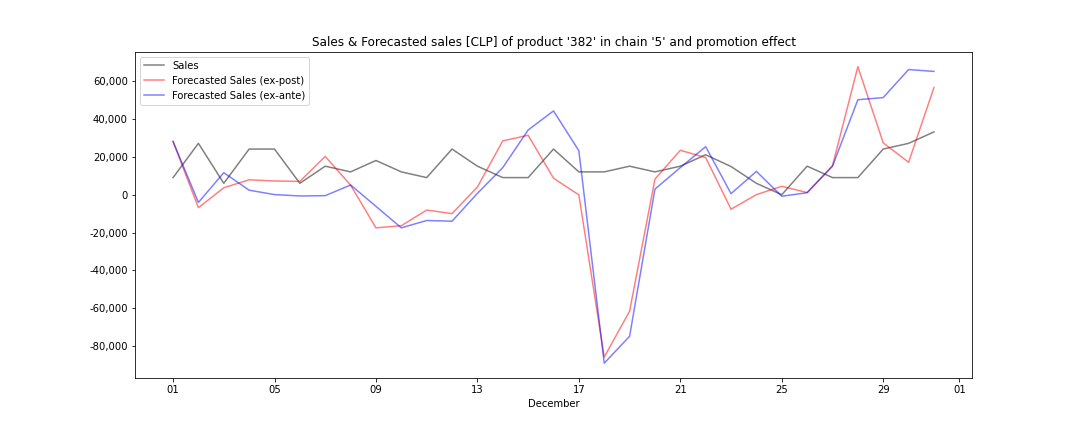 Sales & Forecasted sales [CLP] of product '382' in chain '5' and promotion effect
Sales
Forecasted Sales (ex-post)
Forecasted Sales (ex-ante)
60,000
40,000
20,000
0
-20,000
-40,000
-60,000
-80,000
01 05 09 13 17 21 25 29 01
December